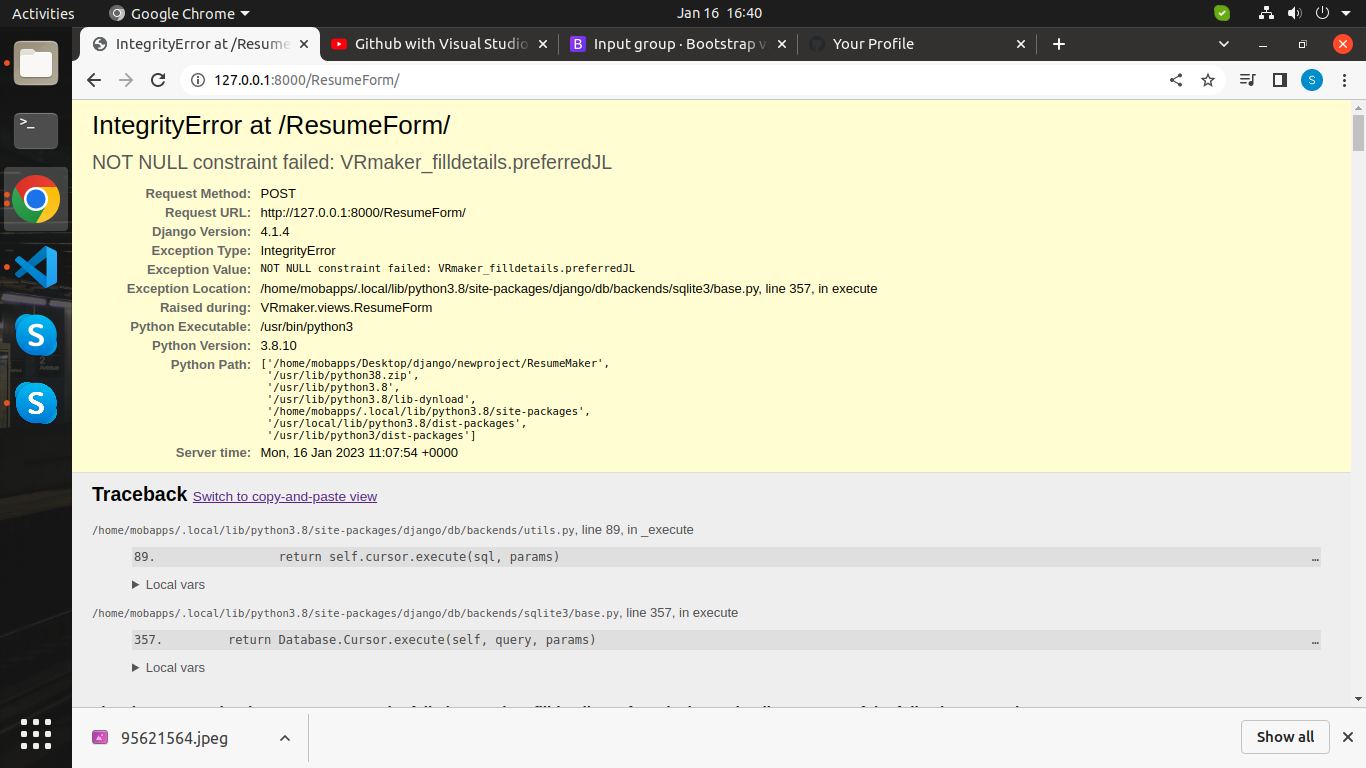 Activities
Google Chrome
Jan 16 16:40
IntegrityError at /Resume
Github with Visual Studio
Input group · Bootstrap v
Your Profile
127.0.0.1:8000/ResumeForm/
S
IntegrityError at /ResumeForm/
NOT NULL constraint failed: VRmaker_filldetails.preferredJL
Request Method: POST
Request URL: http://127.0.0.1:8000/ResumeForm/
Django Version: 4.1.4
Exception Type: IntegrityError
Exception Value: NOT NULL constraint failed: VRmaker_filldetails.preferredJL
Exception Location: /home/mobapps/.local/lib/python3.8/site-packages/django/db/backends/sqlite3/base.py, line 357, in execute
Raised during: VRmaker.views.ResumeForm
Python Executable: /usr/bin/python3
Python Version: 3.8.10
Python Path: ['/home/mobapps/Desktop/django/newproject/ResumeMaker',
'/usr/lib/python38.zip',
'/usr/lib/python3.8',
'/usr/lib/python3.8/lib-dynload',
'/home/mobapps/.local/lib/python3.8/site-packages',
'/usr/local/lib/python3.8/dist-packages',
'/usr/lib/python3/dist-packages']
Server time: Mon, 16 Jan 2023 11:07:54 +0000
Traceback Switch to copy-and-paste view
/home/mobapps/.local/lib/python3.8/site-packages/django/db/backends/utils.py, line 89, in _execute
89. return self.cursor.execute(sql, params) …
Local vars
/home/mobapps/.local/lib/python3.8/site-packages/django/db/backends/sqlite3/base.py, line 357, in execute
357. return Database.Cursor.execute(self, query, params) …
Local vars
95621564.jpeg
Show all